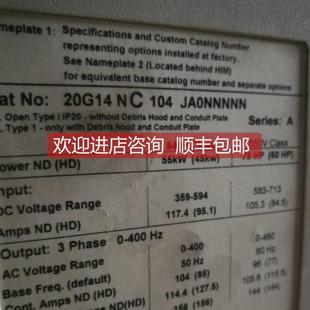 Nameplate 1: Specifications and Custom Catalog Number
representing options installed at factory.
See Nameplate 2 (Located behind HIM)
for equivalent base catalog number and separate options
Cat No: 20G14 NC 104 JA0NNNNN
Open Type / IP20 - without Debris Hood and Conduit Plate Series: A
Type 1 - only with Debris Hood and Conduit Plate
Class
欢迎进店咨询 顺丰包邮!
Power ND (HD) 55kW (45kW) 75 HP (60 HP)
Input: 359-594 583-713
DC Voltage Range 117.4 (95.1) 105.3 (84.5)
Amps ND (HD)
Output: 3 Phase 0-400 Hz
AC Voltage Range 0-400 0-460
Base Freq. (default) 50 Hz 60 Hz
Cont. Amps ND (HD) 104 (85) 96 (77)
114.4 (127.5) 105.6 (115.5)
156 (156) 144 (144)